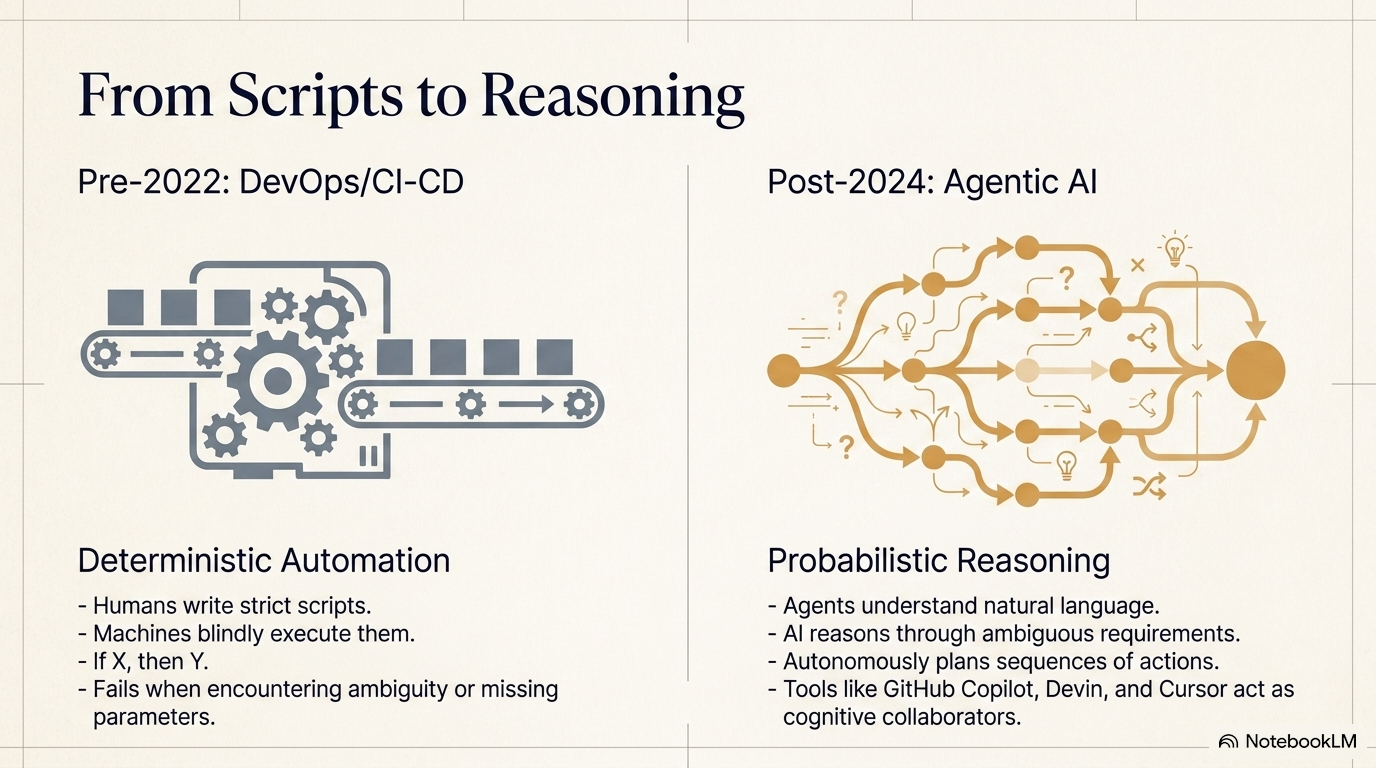 From Scripts to Reasoning
Pre-2022: DevOps/CI-CD
Deterministic Automation
- Humans write strict scripts.
- Machines blindly execute them.
- If X, then Y.
- Fails when encountering ambiguity or missing
parameters.
Post-2024: Agentic AI
?
?
?
Probabilistic Reasoning
- Agents understand natural language.
- AI reasons through ambiguous requirements.
- Autonomously plans sequences of actions.
- Tools like GitHub Copilot, Devin, and Cursor act as
cognitive collaborators.
NotebookLM